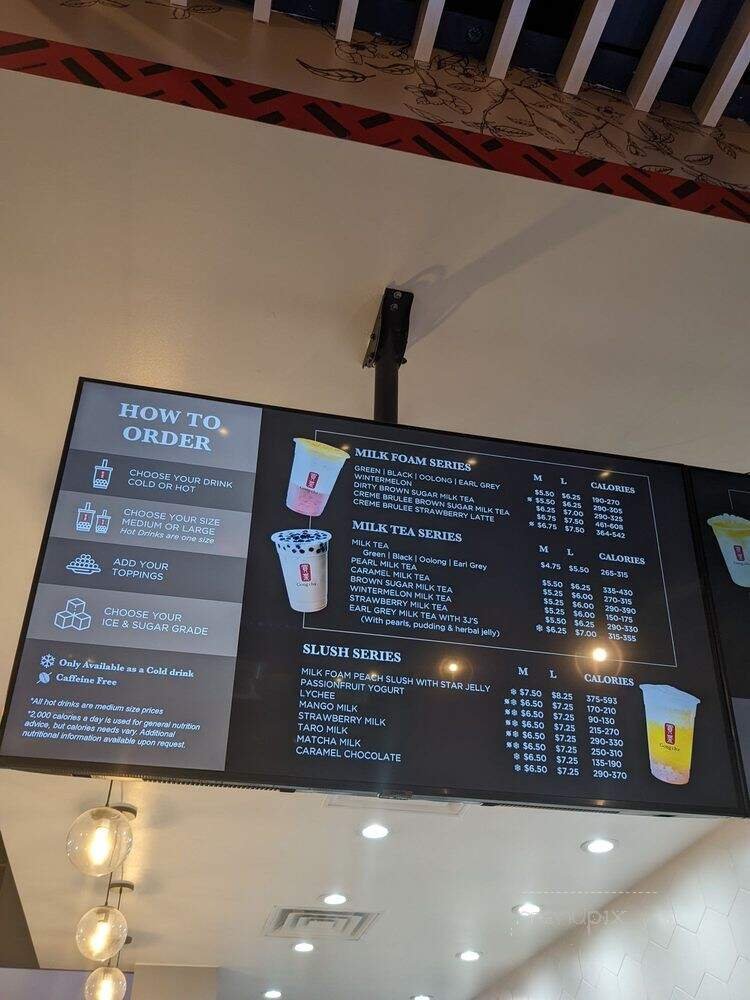 HOW TO
ORDER
CHOOSE YOUR DRINK
COLD OR HOT
CHOOSE YOUR SIZE
MEDIUM OR LARGE
Hot Drinks are one size
ADD YOUR
TOPPINGS
CHOOSE YOUR
ICE & SUGAR GRADE
Only Available as a Cold drink
Caffeine Free
*All hot drinks are medium size prices
*2,000 calories a day is used for general nutrition
advice, but calories needs vary. Additional
nutritional information available upon request.
MILK FOAM SERIES M L CALORIES
GREEN | BLACK | OOLONG | EARL GREY $5.50 $6.25 190-270
WINTERMELON $5.50 $6.25 290-305
DIRTY BROWN SUGAR MILK TEA $6.25 $7.00 290-325
CREME BRULEE BROWN SUGAR MILK TEA $6.75 $7.50 461-608
CREME BRULEE STRAWBERRY LATTE $6.75 $7.50 364-542
MILK TEA SERIES M L CALORIES
MILK TEA $4.75 $5.50 265-315
Green | Black | Oolong | Earl Grey
PEARL MILK TEA $5.50 $6.25 335-430
CARAMEL MILK TEA $5.25 $6.00 270-315
BROWN SUGAR MILK TEA $5.25 $6.00 290-390
WINTERMELON MILK TEA $5.25 $6.00 150-175
STRAWBERRY MILK TEA $5.50 $6.25 290-330
EARL GREY MILK TEA WITH 3J'S $6.25 $7.00 315-355
(With pearls, pudding & herbal jelly)
SLUSH SERIES M L CALORIES
MILK FOAM PEACH SLUSH WITH STAR JELLY $7.50 $8.25 375-593
PASSIONFRUIT YOGURT $6.50 $7.25 170-210
LYCHEE $6.50 $7.25 90-130
MANGO MILK $6.50 $7.25 215-270
STRAWBERRY MILK $6.50 $7.25 290-330
TARO MILK $6.50 $7.25 250-310
MATCHA MILK $6.50 $7.25 135-190
CARAMEL CHOCOLATE $6.50 $7.25 290-370
Gong cha
Gong cha
menupix